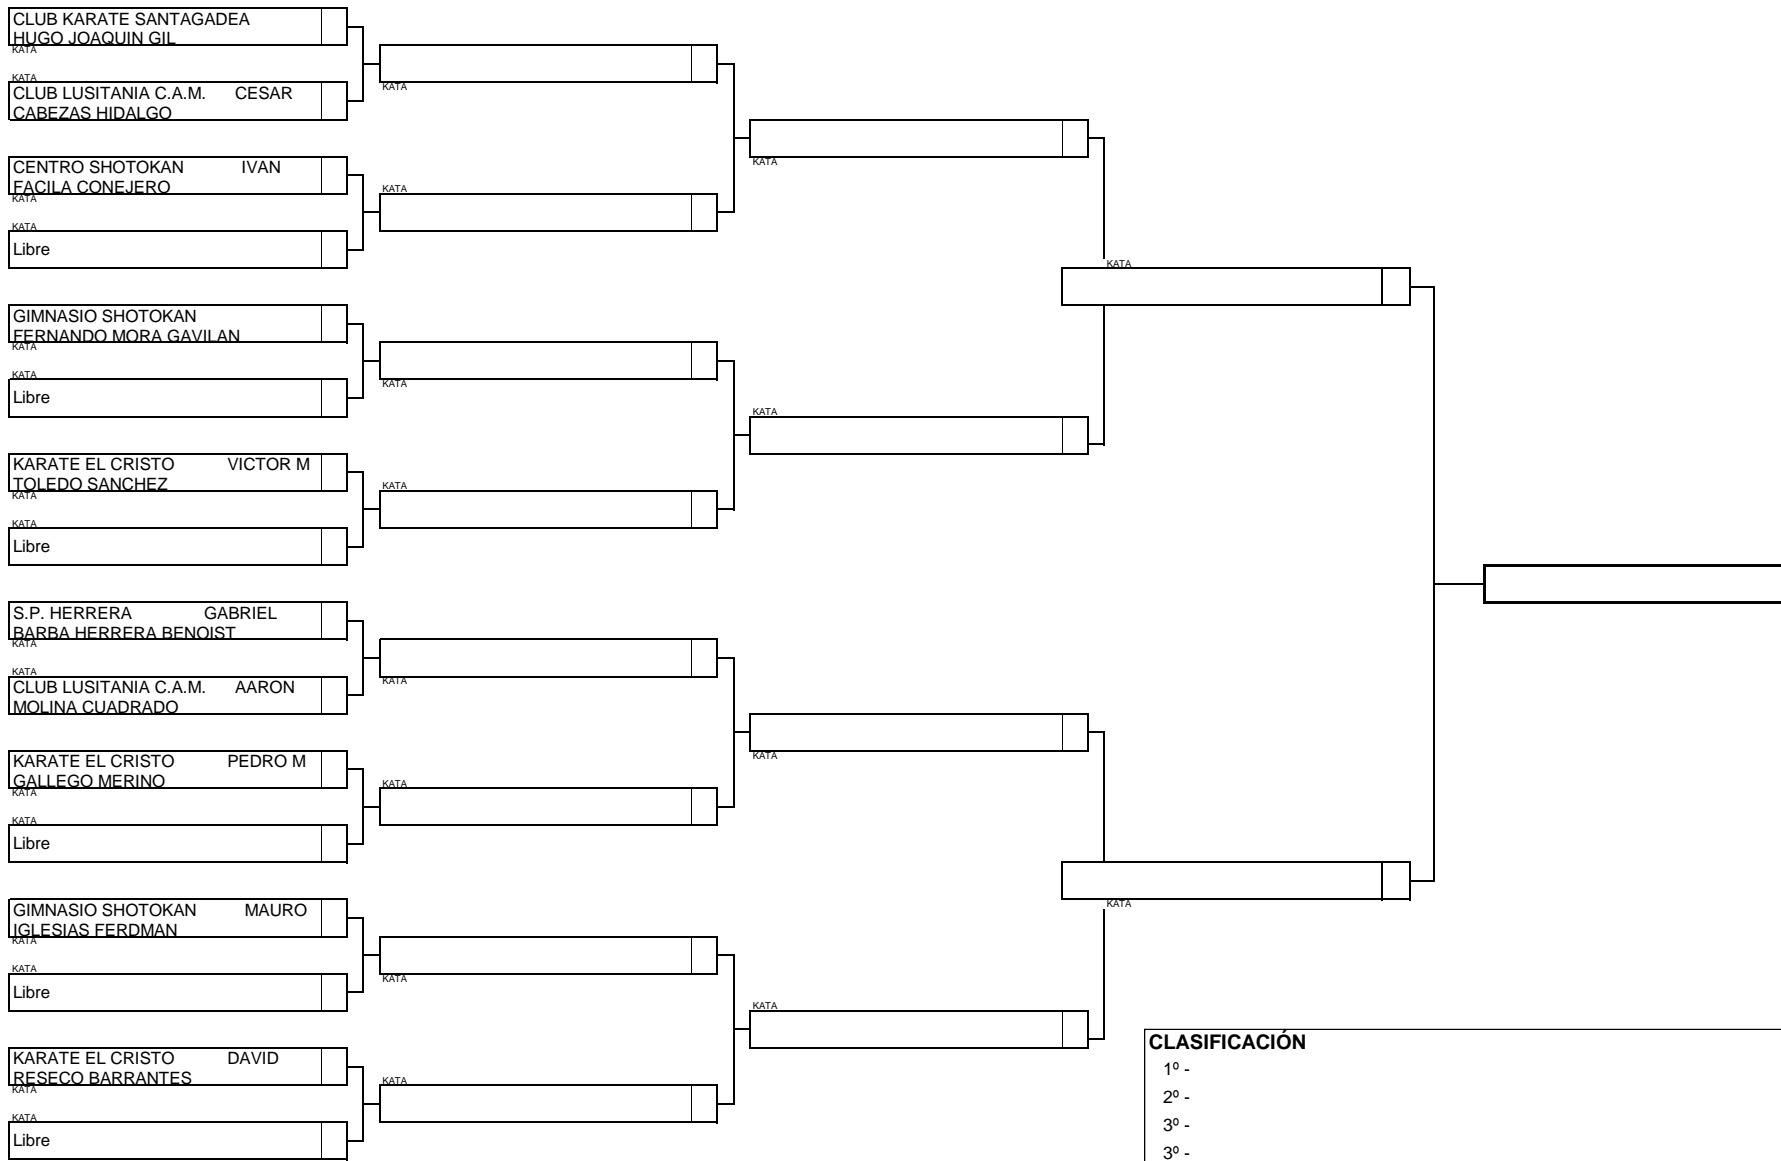 CLUB KARATE SANTAGADEA
HUGO JOAQUIN GIL
KATA
KATA
CLUB LUSITANIA C.A.M. CESAR
CABEZAS HIDALGO
CENTRO SHOTOKAN IVAN
FACILA CONEJERO
KATA
KATA
Libre
GIMNASIO SHOTOKAN
FERNANDO MORA GAVILAN
KATA
KATA
Libre
KARATE EL CRISTO VICTOR M
TOLEDO SANCHEZ
KATA
KATA
Libre
S.P. HERRERA GABRIEL
BARBA HERRERA BENOIST
KATA
KATA
CLUB LUSITANIA C.A.M. AARON
MOLINA CUADRADO
KARATE EL CRISTO PEDRO M
GALLEGO MERINO
KATA
KATA
Libre
GIMNASIO SHOTOKAN MAURO
IGLESIAS FERDMAN
KATA
KATA
Libre
KARATE EL CRISTO DAVID
RESECO BARRANTES
KATA
KATA
Libre
KATA
KATA
KATA
KATA
KATA
KATA
KATA
KATA
KATA
KATA
KATA
KATA
KATA
KATA
CLASIFICACIÓN
1º -
2º -
3º -
3º -